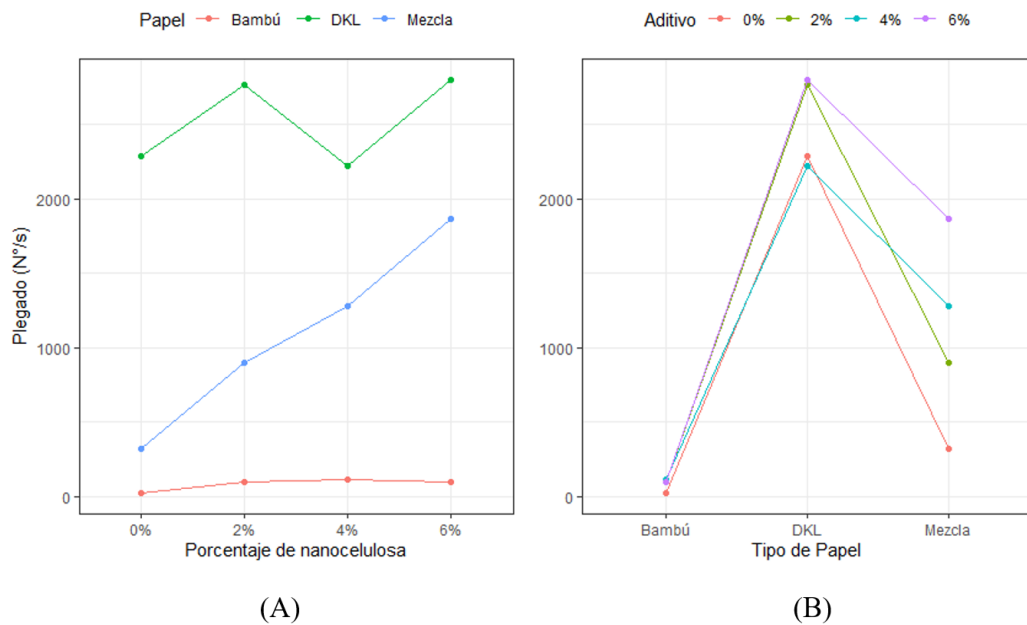 Papel Bambú DKL Mezcla
Aditivo 0% 2% 4% 6%
Plegado (N°/s)
2000
1000
0
0% 2% 4% 6%
Porcentaje de nanocelulosa
2000
1000
0
Bambú DKL Mezcla
Tipo de Papel
(A)
(B)